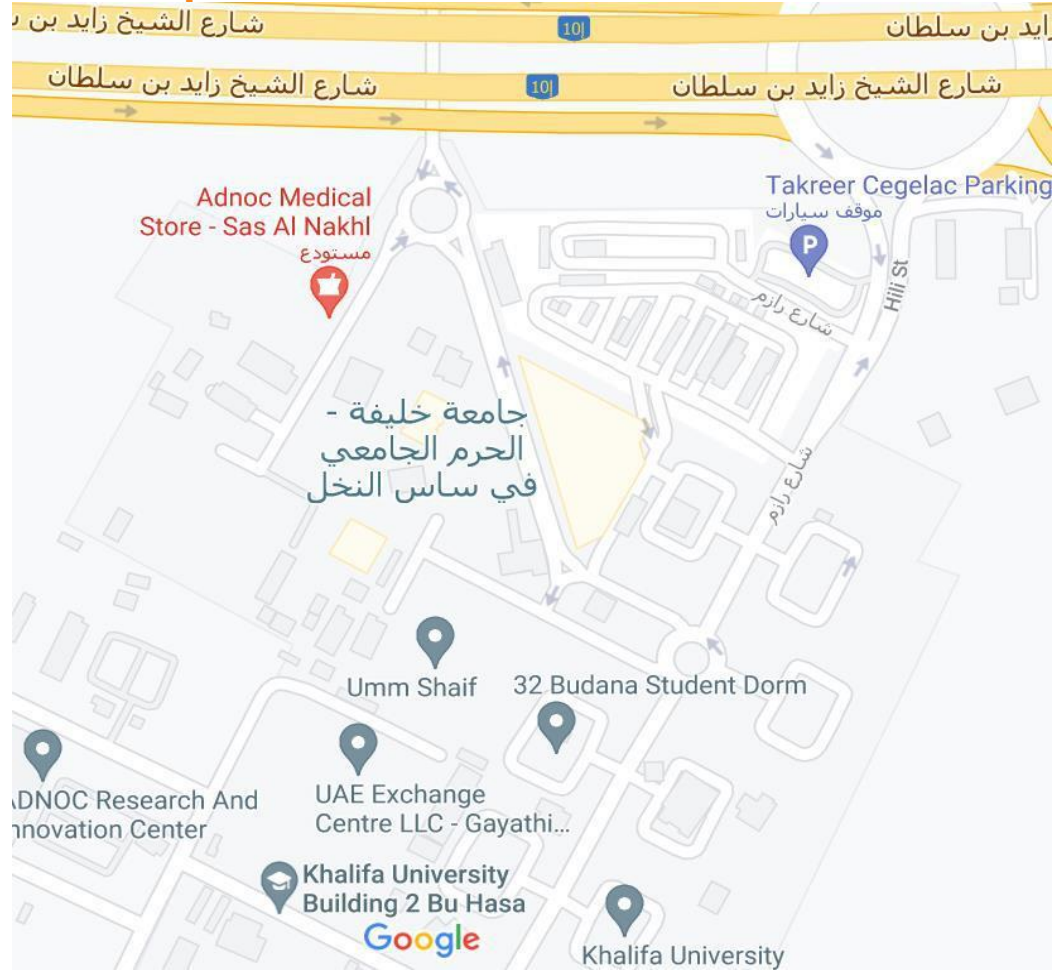 شارع الشيخ زايد بن
10
زايد بن سلطان
شارع الشيخ زايد بن سلطان
10
شارع الشيخ زايد بن سلطان
Adnoc Medical
Store - Sas Al Nakhl
مستودع
Takreer Cegelac Parking
موقف سيارات
P
Hili St
شارع رازم
جامعة خليفة -
الحرم الجامعي
في ساس النخل
شارع رازم
Umm Shaif
32 Budana Student Dorm
ADNOC Research And
nnovation Center
UAE Exchange
Centre LLC - Gayathi...
Khalifa University
Building 2 Bu Hasa
Google
Khalifa University